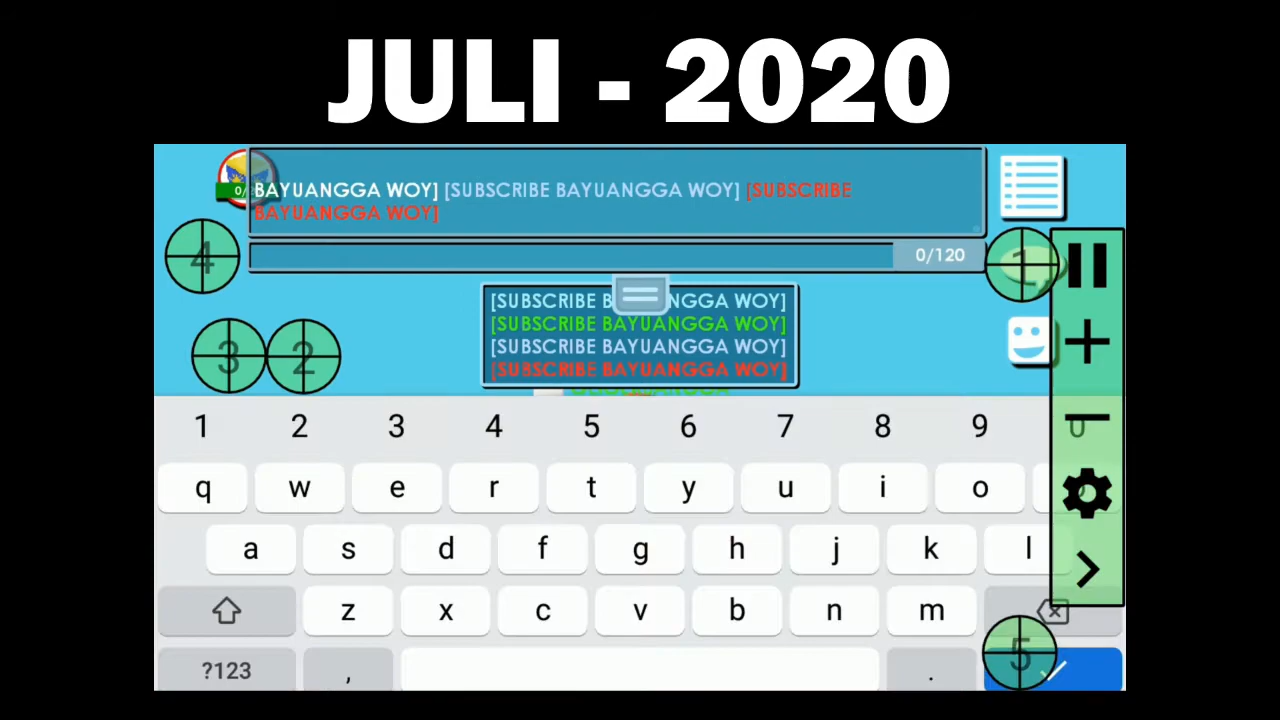 JULI - 2020
0/
BAYUANGGA WOY] [SUBSCRIBE BAYUANGGA WOY] [SUBSCRIBE
BAYUANGGA WOY]
4
0/120
1
[SUBSCRIBE B NGGA WOY]
[SUBSCRIBE BAYUANGGA WOY]
[SUBSCRIBE BAYUANGGA WOY]
[SUBSCRIBE BAYUANGGA WOY]
3 2
1 2 3 4 5 6 7 8 9 0
q w e r t y u i o
a s d f g h j k l
z x c v b n m
?123 , .
5